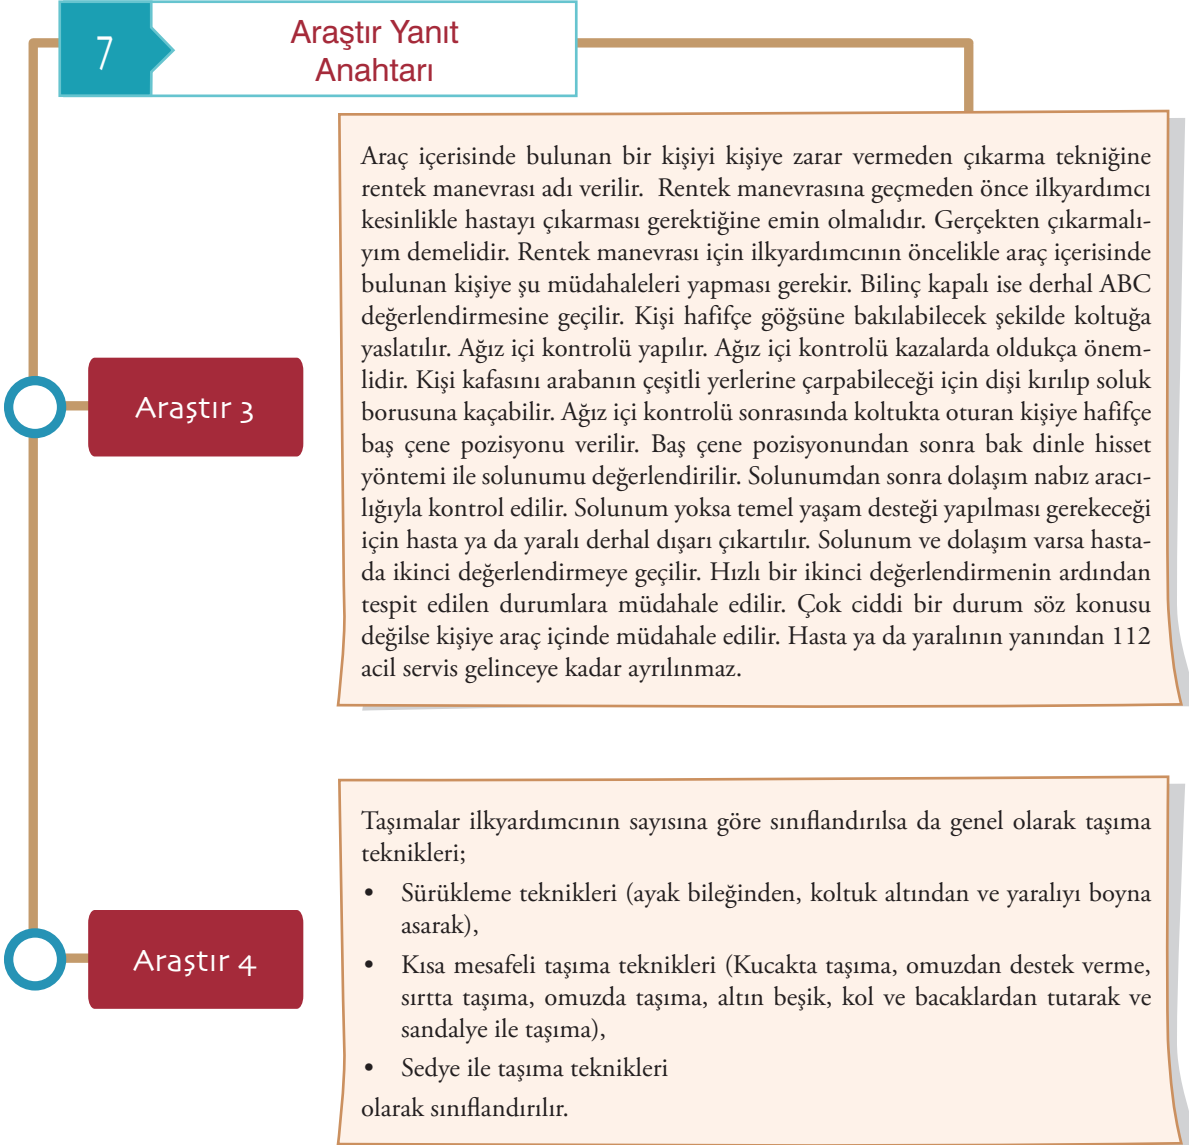 7
Araştır Yanıt
Anahtarı
Araştır 3
Araç içerisinde bulunan bir kişiyi kişiye zarar vermeden çıkarma tekniğine
rentek manevrası adı verilir. Rentek manevrasına geçmeden önce ilkyardımcı
kesinlikle hastayı çıkarması gerektiğine emin olmalıdır. Gerçekten çıkarmalı-
yım demelidir. Rentek manevrası için ilkyardımcının öncelikle araç içerisinde
bulunan kişiye şu müdahaleleri yapması gerekir. Bilinç kapalı ise derhal ABC
değerlendirmesine geçilir. Kişi hafifçe göğsüne bakılabilecek şekilde koltuğa
yaslatılır. Ağız içi kontrolü yapılır. Ağız içi kontrolü kazalarda oldukça önem-
lidir. Kişi kafasını arabanın çeşitli yerlerine çarpabileceği için dişi kırılıp soluk
borusuna kaçabilir. Ağız içi kontrolü sonrasında koltukta oturan kişiye hafifçe
baş çene pozisyonu verilir. Baş çene pozisyonundan sonra bak dinle hisset
yöntemi ile solunumu değerlendirilir. Solunumdan sonra dolaşım nabız aracı-
lığıyla kontrol edilir. Solunum yoksa temel yaşam desteği yapılması gerekeceği
için hasta ya da yaralı derhal dışarı çıkartılır. Solunum ve dolaşım varsa hasta-
da ikinci değerlendirmeye geçilir. Hızlı bir ikinci değerlendirmenin ardından
tespit edilen durumlara müdahale edilir. Çok ciddi bir durum söz konusu
değilse kişiye araç içinde müdahale edilir. Hasta ya da yaralının yanından 112
acil servis gelinceye kadar ayrılınmaz.
Araştır 4
Taşımalar ilkyardımcının sayısına göre sınıflandırılsa da genel olarak taşıma
teknikleri;
• Sürükleme teknikleri (ayak bileğinden, koltuk altından ve yaralıyı boyna
asarak),
• Kısa mesafeli taşıma teknikleri (Kucakta taşıma, omuzdan destek verme,
sırtta taşıma, omuzda taşıma, altın beşik, kol ve bacaklardan tutarak ve
sandalye ile taşıma),
• Sedye ile taşıma teknikleri
olarak sınıflandırılır.